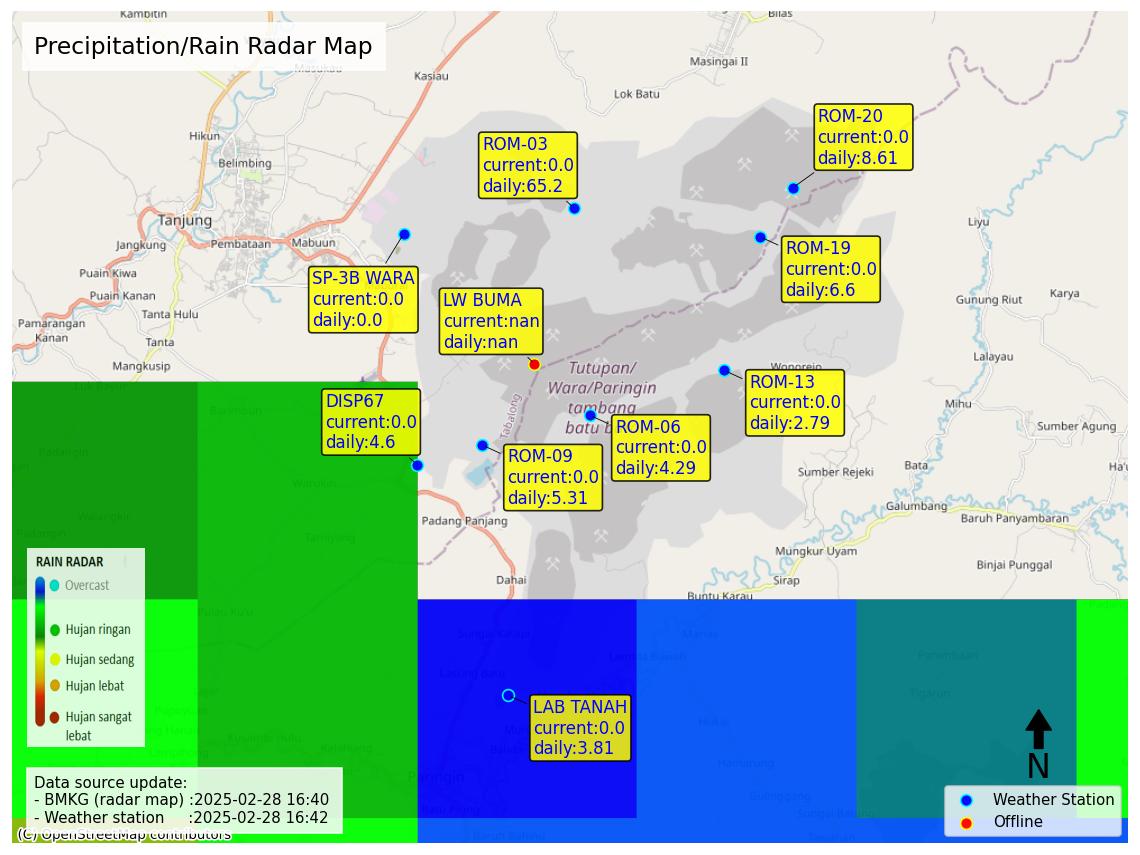 Precipitation/Rain Radar Map
Kambitin
Bilas
Masukau
Kasiau
Masingai II
Lok Batu
Hikun
Belimbing
ROM-03
current:0.0
daily:65.2
ROM-20
current:0.0
daily:8.61
Tanjung
Jangkung
Pembataan
Mabuun
Liyu
Puain Kiwa
Puain Kanan
Tanta Hulu
SP-3B WARA
current:0.0
daily:0.0
ROM-19
current:0.0
daily:6.6
LW BUMA
current:nan
daily:nan
Gunung Riut
Karya
Pamarangan
Kanan
Tanta
Mangkusip
Lalayau
Wonorejo
Tutupan/
Wara/Paringin
tambang
batu b
Tabalong
ROM-13
current:0.0
daily:2.79
DISP67
current:0.0
daily:4.6
ROM-06
current:0.0
daily:4.29
ROM-09
current:0.0
daily:5.31
Mihu
Sumber Agung
Bata
Ha'u
Sumber Rejeki
Galumbang
Baruh Panyambaran
Padang Panjang
Mungkur Uyam
Binjai Punggal
Dahai
Sirap
Buntu Karau
Padangin
Warukin
Tamiyang
RAIN RADAR
Overcast
Hujan ringan
Hujan sedang
Hujan lebat
Hujan sangat
lebat
Paringin
LAB TANAH
current:0.0
daily:3.81
N
Data source update:
- BMKG (radar map) :2025-02-28 16:40
- Weather station :2025-02-28 16:42
(C) OpenStreetMap contributors
Weather Station
Offline